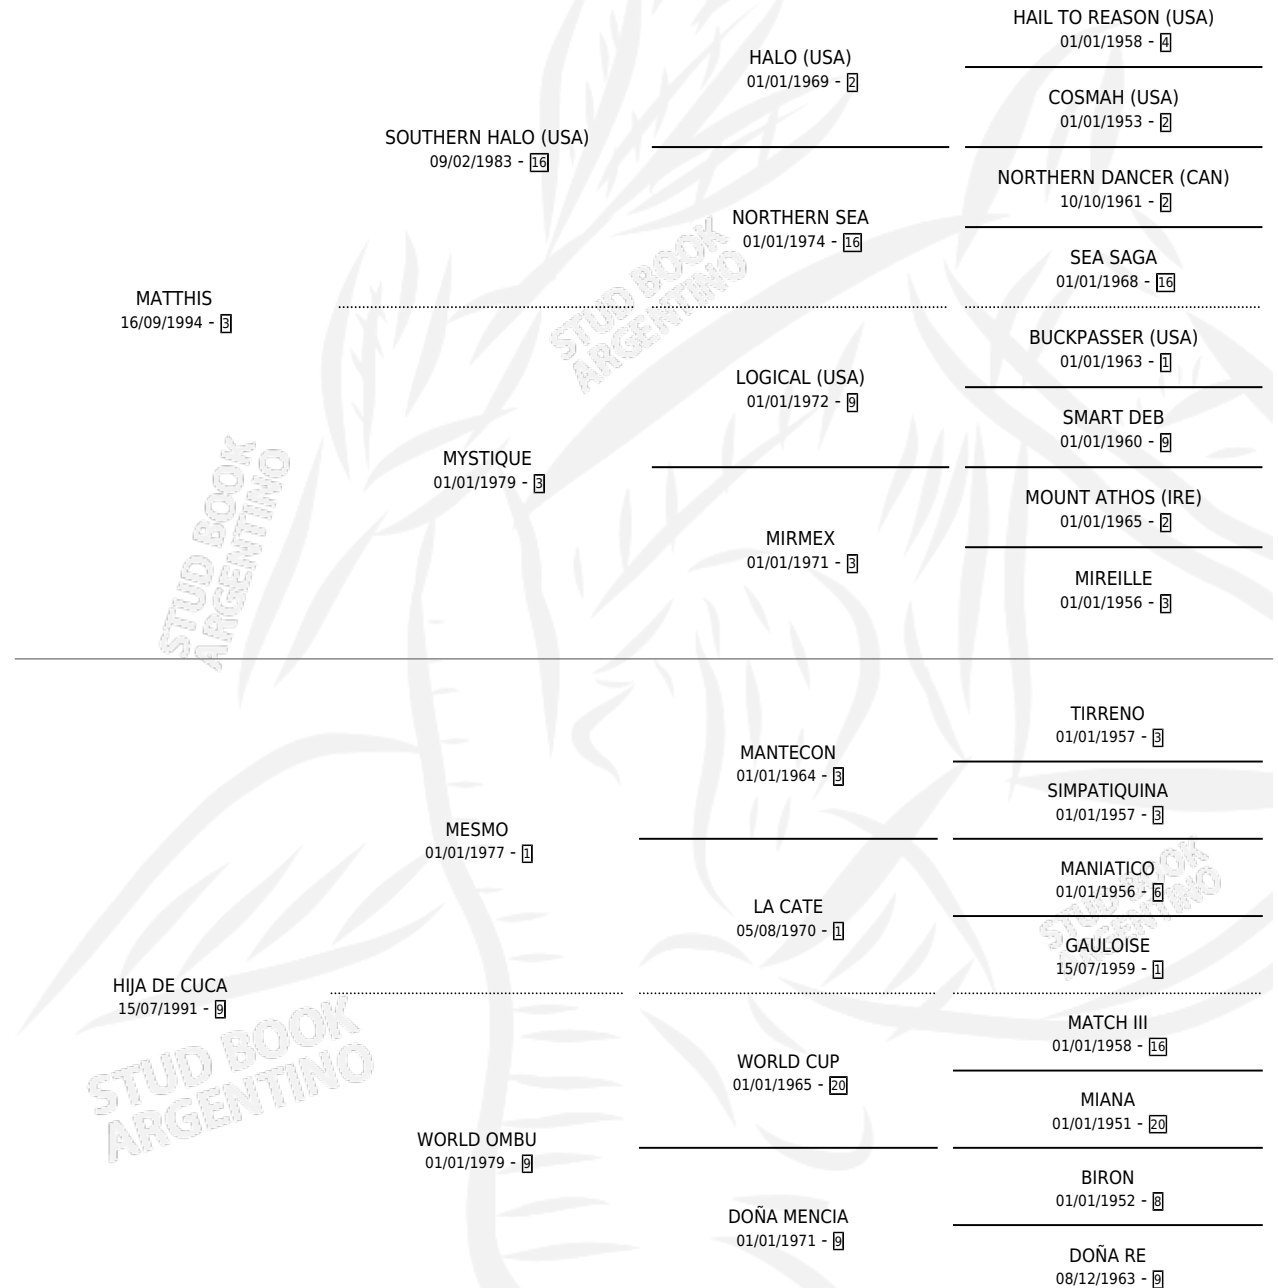 HAIL TO REASON (USA)
01/01/1958 - 4
HALO (USA)
01/01/1969 - 2
COSMAH (USA)
01/01/1953 - 2
SOUTHERN HALO (USA)
09/02/1983 - 16
NORTHERN DANCER (CAN)
10/10/1961 - 2
NORTHERN SEA
01/01/1974 - 16
SEA SAGA
01/01/1968 - 16
MATTHIS
16/09/1994 - 3
BUCKPASSER (USA)
01/01/1963 - 1
LOGICAL (USA)
01/01/1972 - 9
SMART DEB
01/01/1960 - 9
MYSTIQUE
01/01/1979 - 3
MOUNT ATHOS (IRE)
01/01/1965 - 2
MIRMEX
01/01/1971 - 3
MIREILLE
01/01/1956 - 3
TIRRENO
01/01/1957 - 3
MANTECON
01/01/1964 - 3
SIMPATIQUINA
01/01/1957 - 3
MESMO
01/01/1977 - 1
MANIATICO
01/01/1956 - 6
LA CATE
05/08/1970 - 1
GAULOISE
15/07/1959 - 1
HIJA DE CUCA
15/07/1991 - 9
MATCH III
01/01/1958 - 16
WORLD CUP
01/01/1965 - 20
MIANA
01/01/1951 - 20
WORLD OMBU
01/01/1979 - 9
BIRON
01/01/1952 - 8
DOÑA MENCIA
01/01/1971 - 9
DOÑA RE
08/12/1963 - 9
STUD BOOK
ARGENTINO
STUD BOOK
ARGENTINO
STUD BOOK
ARGENTINO
STUD BOOK
ARGENTINO